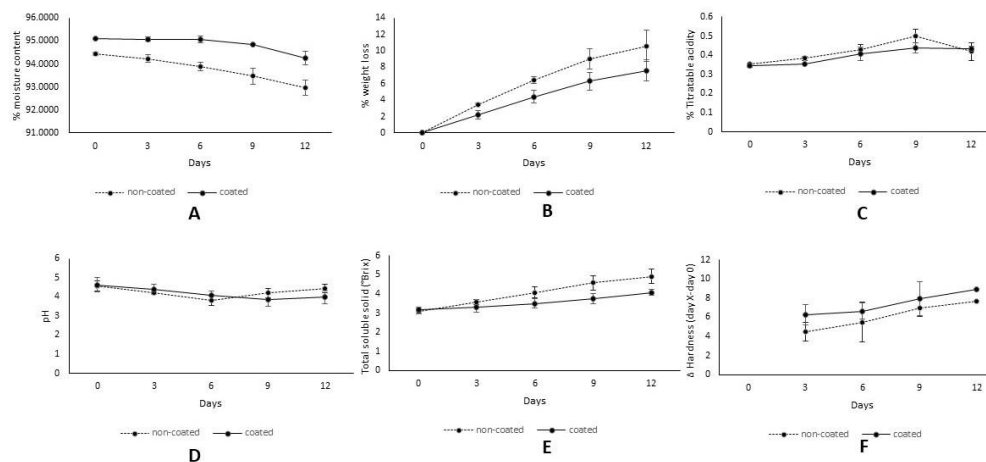 % moisture content
96.0000
95.0000
94.0000
93.0000
92.0000
91.0000
0 3 6 9 12
Days
non-coated coated
A
% weight loss
14
12
10
8
6
4
2
0
0 3 6 9 12
Days
non-coated coated
B
% Titratable acidity
0.6
0.5
0.4
0.3
0.2
0.1
0
0 3 6 9 12
Days
non-coated coated
C
pH
6
5
4
3
2
1
0
0 3 6 9 12
Days
non-coated coated
D
Total soluble solid (°Brix)
6
5
4
3
2
1
0
0 3 6 9 12
Days
non-coated coated
E
Δ Hardness (day X-day 0)
12
10
8
6
4
2
0
0 3 6 9 12
Days
non-coated coated
F